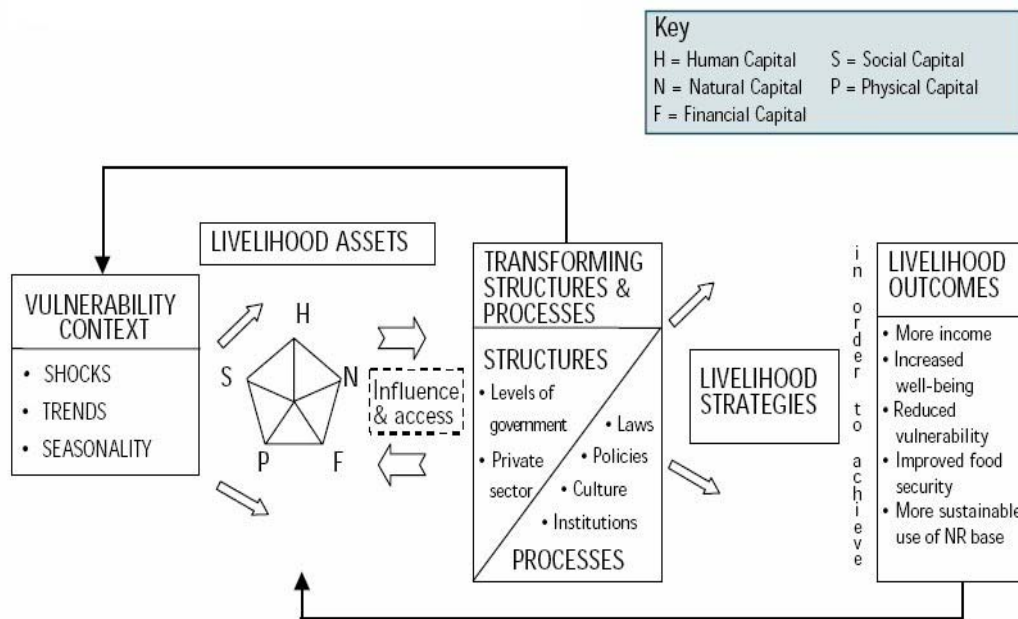 Key
H = Human Capital S = Social Capital
N = Natural Capital P = Physical Capital
F = Financial Capital
LIVELIHOOD ASSETS
VULNERABILITY
CONTEXT
• SHOCKS
• TRENDS
• SEASONALITY
H
S
N
P
F
Influence
& access
TRANSFORMING
STRUCTURES &
PROCESSES
STRUCTURES
• Levels of
government
• Private
sector
• Laws
• Policies
• Culture
• Institutions
PROCESSES
LIVELIHOOD
STRATEGIES
in order to achieve
LIVELIHOOD
OUTCOMES
• More income
• Increased
well-being
• Reduced
vulnerability
• Improved food
security
• More sustainable
use of NR base